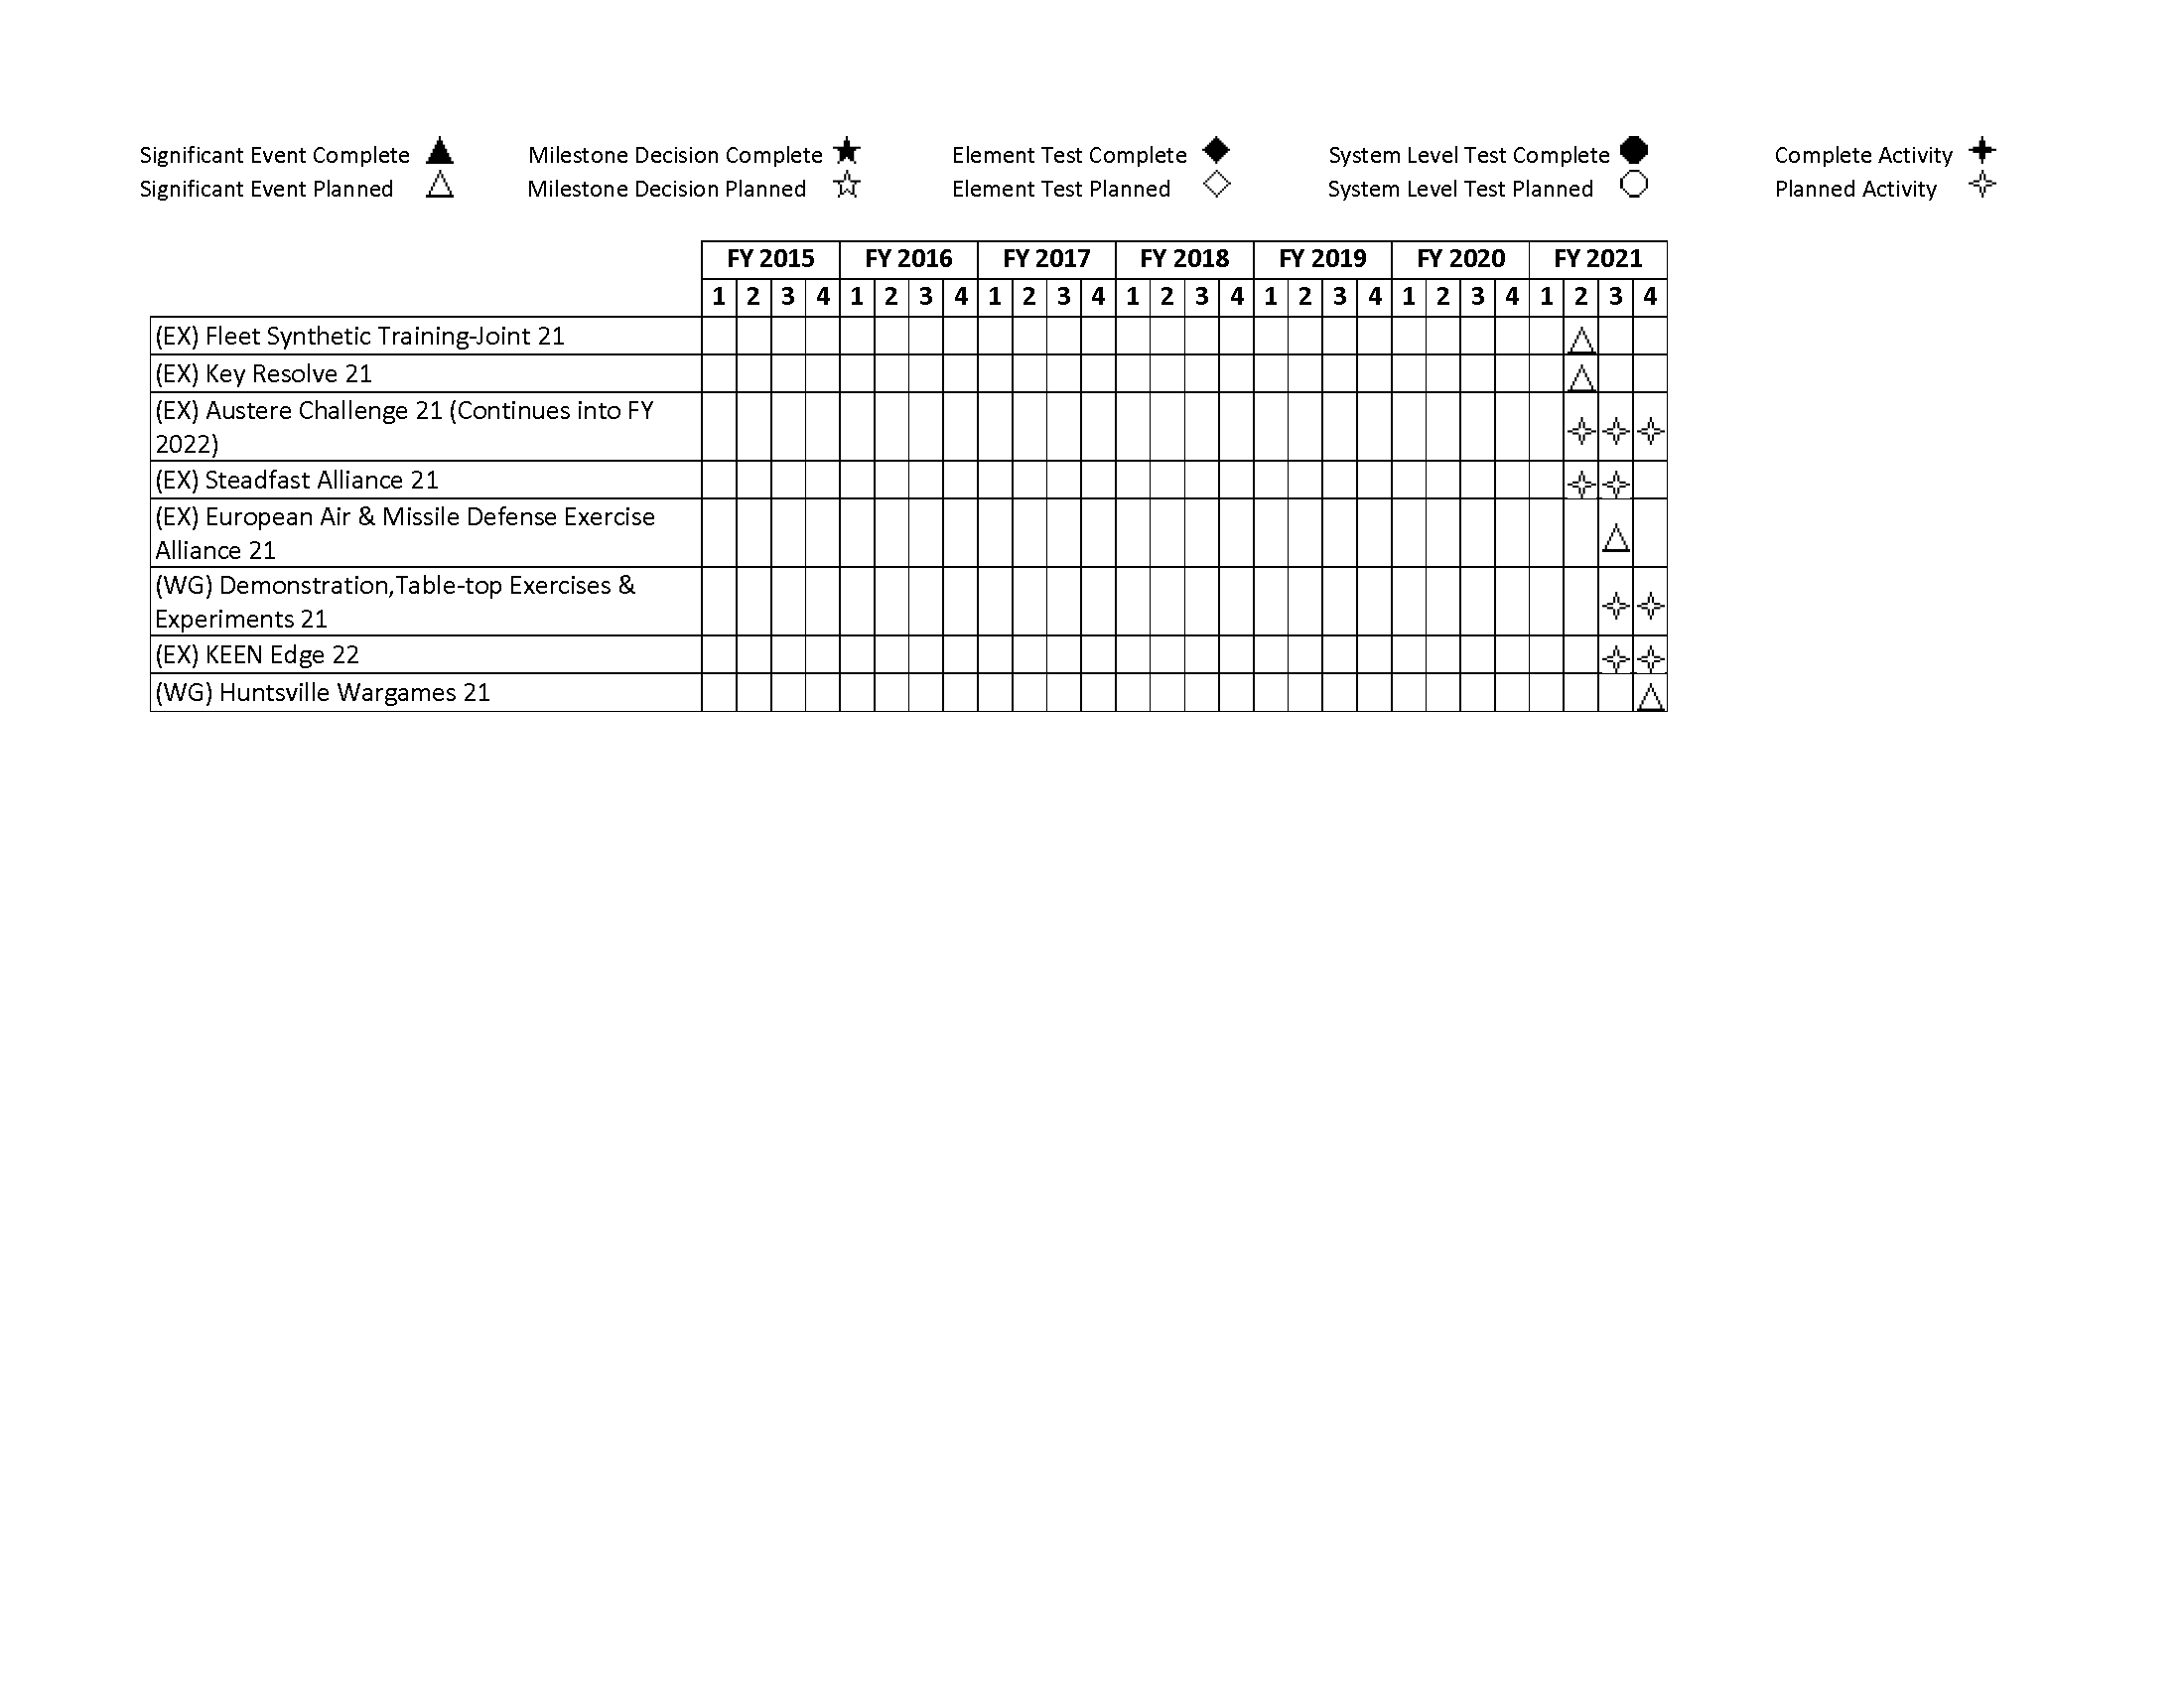 Significant Event Complete ▲ Milestone Decision Complete ★ Element Test Complete ◆ System Level Test Complete ⬣ Complete Activity ✦
Significant Event Planned △ Milestone Decision Planned ☆ Element Test Planned ◇ System Level Test Planned ○ Planned Activity ✧
FY 2015 FY 2016 FY 2017 FY 2018 FY 2019 FY 2020 FY 2021
1 2 3 4 1 2 3 4 1 2 3 4 1 2 3 4 1 2 3 4 1 2 3 4 1 2 3 4
(EX) Fleet Synthetic Training-Joint 21 △
(EX) Key Resolve 21 △
(EX) Austere Challenge 21 (Continues into FY
2022) ✧ ✧ ✧
(EX) Steadfast Alliance 21 ✧ ✧
(EX) European Air & Missile Defense Exercise
Alliance 21 △
(WG) Demonstration,Table-top Exercises &
Experiments 21 ✧ ✧
(EX) KEEN Edge 22 ✧ ✧
(WG) Huntsville Wargames 21 △